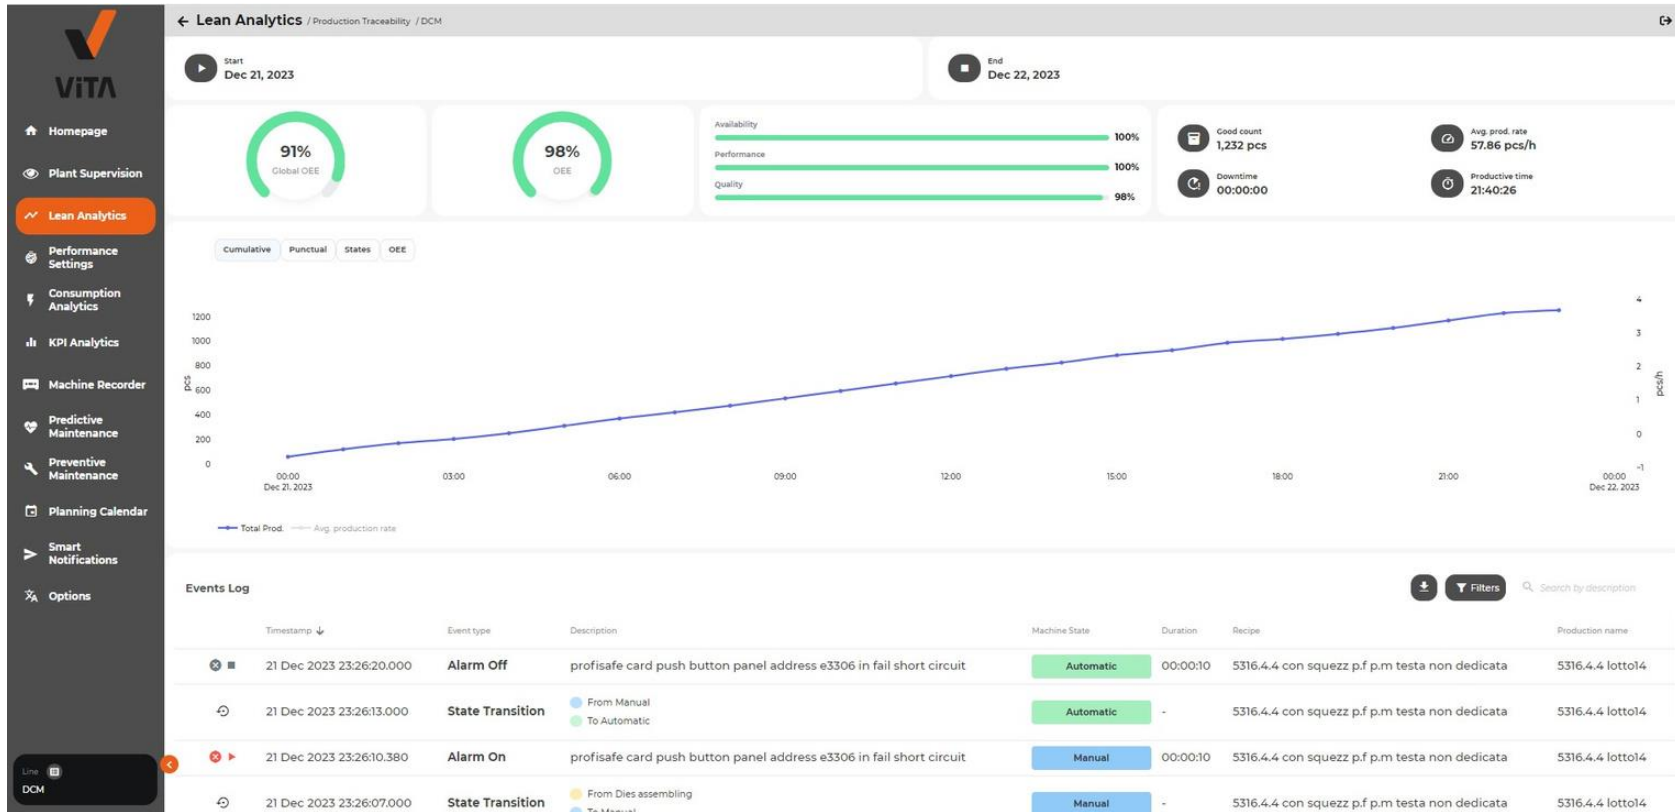 ViTA
Homepage
Plant Supervision
Lean Analytics
Performance
Settings
Consumption
Analytics
KPI Analytics
Machine Recorder
Predictive
Maintenance
Preventive
Maintenance
Planning Calendar
Smart
Notifications
Options
Line
DCM
Lean Analytics / Production Traceability / DCM
Start
Dec 21, 2023
End
Dec 22, 2023
91%
Global OEE
98%
OEE
Availability
100%
Performance
100%
Quality
98%
Good count
1,232 pcs
Avg. prod. rate
57.86 pcs/h
Downtime
00:00:00
Productive time
21:40:26
Cumulative Punctual States OEE
pcs
1200
1000
800
600
400
200
0
4
3
2
1
0
-1
pcs/h
00:00 03:00 06:00 09:00 12:00 15:00 18:00 21:00 00:00
Dec 21, 2023 Dec 22, 2023
Total Prod. Avg. production rate
Events Log
Filters
Search by description
Timestamp Event type Description Machine State Duration Recipe Production name
21 Dec 2023 23:26:20.000 Alarm Off profisafe card push button panel address e3306 in fail short circuit Automatic 00:00:10 5316.4.4 con squezz p.f p.m testa non dedicata 5316.4.4 lotto14
21 Dec 2023 23:26:13.000 State Transition From Manual
To Automatic Automatic - 5316.4.4 con squezz p.f p.m testa non dedicata 5316.4.4 lotto14
21 Dec 2023 23:26:10.380 Alarm On profisafe card push button panel address e3306 in fail short circuit Manual 00:00:10 5316.4.4 con squezz p.f p.m testa non dedicata 5316.4.4 lotto14
21 Dec 2023 23:26:07.000 State Transition From Dies assembling
To Manual Manual - 5316.4.4 con squezz p.f p.m testa non dedicata 5316.4.4 lotto14